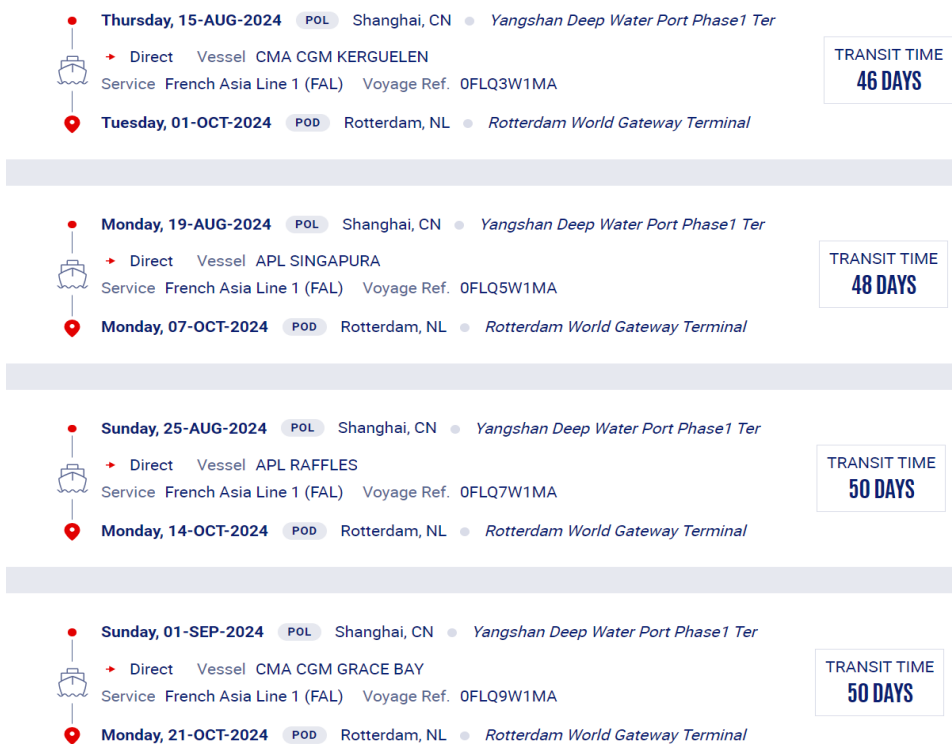 Thursday, 15-AUG-2024 POL Shanghai, CN Yangshan Deep Water Port Phase1 Ter
Direct Vessel CMA CGM KERGUELEN
Service French Asia Line 1 (FAL) Voyage Ref. 0FLQ3W1MA
Tuesday, 01-OCT-2024 POD Rotterdam, NL Rotterdam World Gateway Terminal
TRANSIT TIME
46 DAYS
Monday, 19-AUG-2024 POL Shanghai, CN Yangshan Deep Water Port Phase1 Ter
Direct Vessel APL SINGAPURA
Service French Asia Line 1 (FAL) Voyage Ref. 0FLQ5W1MA
Monday, 07-OCT-2024 POD Rotterdam, NL Rotterdam World Gateway Terminal
TRANSIT TIME
48 DAYS
Sunday, 25-AUG-2024 POL Shanghai, CN Yangshan Deep Water Port Phase1 Ter
Direct Vessel APL RAFFLES
Service French Asia Line 1 (FAL) Voyage Ref. 0FLQ7W1MA
Monday, 14-OCT-2024 POD Rotterdam, NL Rotterdam World Gateway Terminal
TRANSIT TIME
50 DAYS
Sunday, 01-SEP-2024 POL Shanghai, CN Yangshan Deep Water Port Phase1 Ter
Direct Vessel CMA CGM GRACE BAY
Service French Asia Line 1 (FAL) Voyage Ref. 0FLQ9W1MA
Monday, 21-OCT-2024 POD Rotterdam, NL Rotterdam World Gateway Terminal
TRANSIT TIME
50 DAYS